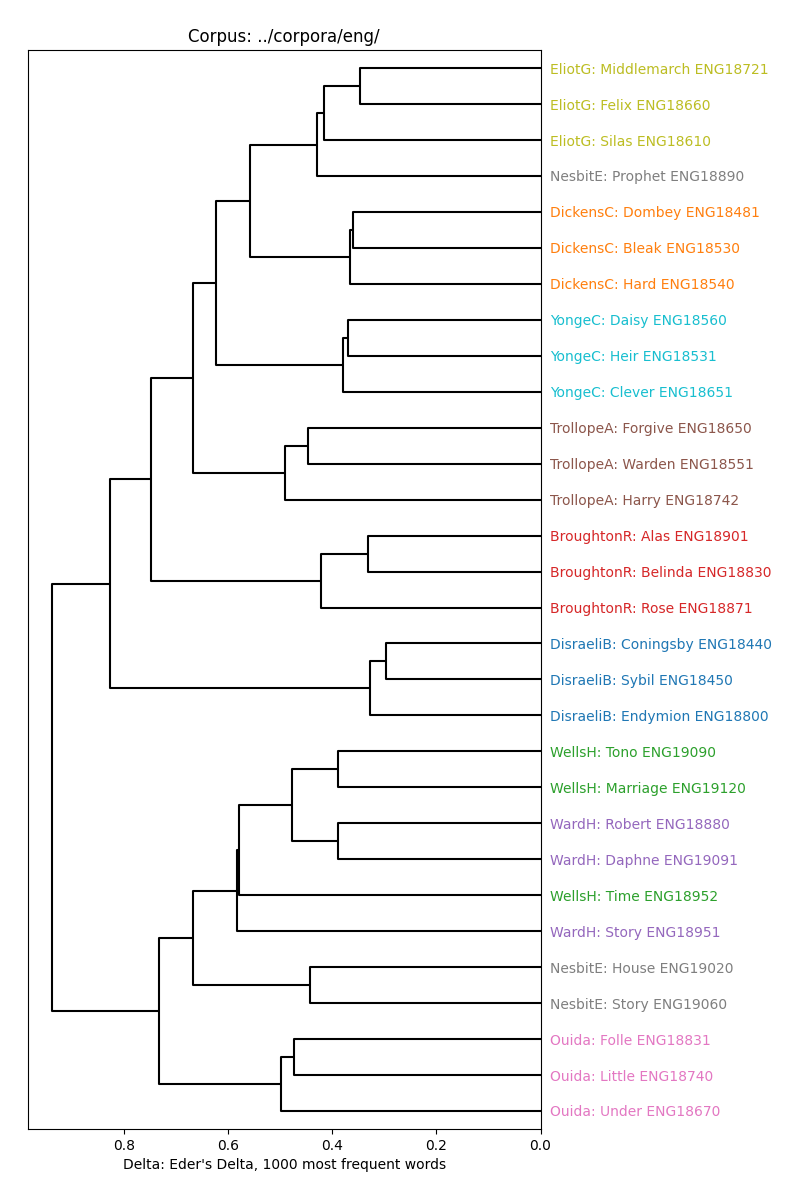 Corpus: ../corpora/eng/
EliotG: Middlemarch ENG18721
EliotG: Felix ENG18660
EliotG: Silas ENG18610
NesbitE: Prophet ENG18890
DickensC: Dombey ENG18481
DickensC: Bleak ENG18530
DickensC: Hard ENG18540
YongeC: Daisy ENG18560
YongeC: Heir ENG18531
YongeC: Clever ENG18651
TrollopeA: Forgive ENG18650
TrollopeA: Warden ENG18551
TrollopeA: Harry ENG18742
BroughtonR: Alas ENG18901
BroughtonR: Belinda ENG18830
BroughtonR: Rose ENG18871
DisraeliB: Coningsby ENG18440
DisraeliB: Sybil ENG18450
DisraeliB: Endymion ENG18800
WellsH: Tono ENG19090
WellsH: Marriage ENG19120
WardH: Robert ENG18880
WardH: Daphne ENG19091
WellsH: Time ENG18952
WardH: Story ENG18951
NesbitE: House ENG19020
NesbitE: Story ENG19060
Ouida: Folle ENG18831
Ouida: Little ENG18740
Ouida: Under ENG18670
0.8 0.6 0.4 0.2 0.0
Delta: Eder's Delta, 1000 most frequent words